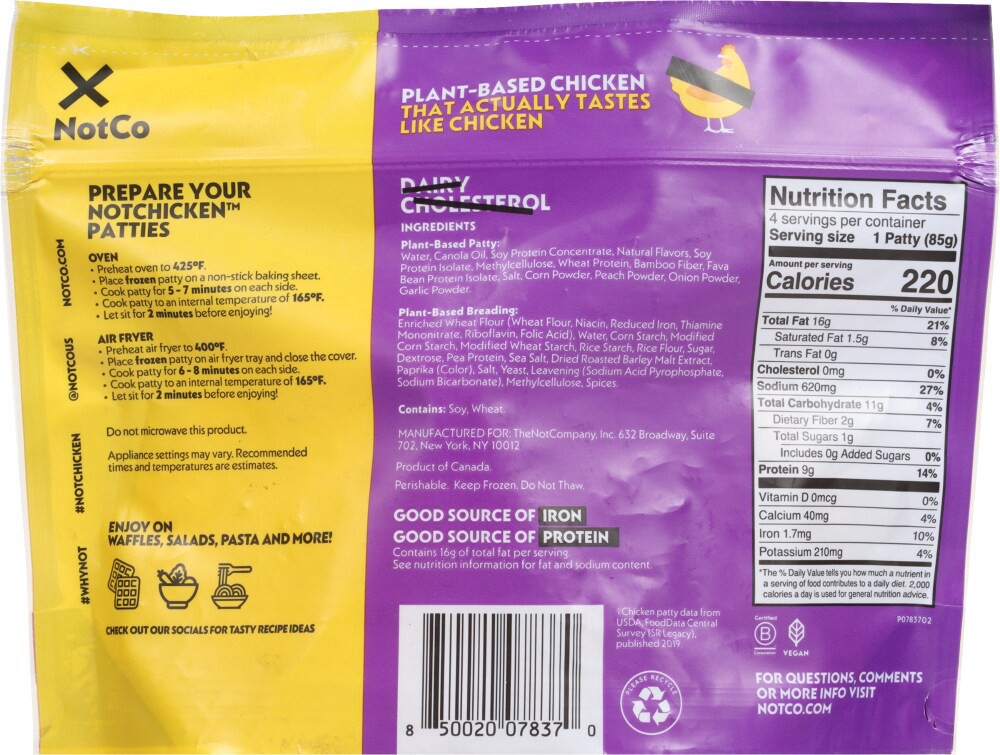 NotCo
PLANT-BASED CHICKEN
THAT ACTUALLY TASTES
LIKE CHICKEN
PREPARE YOUR
NOTCHICKEN™
PATTIES
OVEN
• Preheat oven to 425ºF.
• Place frozen patty on a non-stick baking sheet.
• Cook patty for 5 - 7 minutes on each side.
• Cook patty to an internal temperature of 165ºF.
• Let sit for 2 minutes before enjoying!
AIR FRYER
• Preheat air fryer to 400ºF.
• Place frozen patty on air fryer tray and close the cover.
• Cook patty for 6 - 8 minutes on each side.
• Cook patty to an internal temperature of 165ºF.
• Let sit for 2 minutes before enjoying!
Do not microwave this product.
Appliance settings may vary. Recommended
times and temperatures are estimates.
ENJOY ON
WAFFLES, SALADS, PASTA AND MORE!
CHECK OUT OUR SOCIALS FOR TASTY RECIPE IDEAS
NOTCO.COM
@NOTCOUS
#NOTCHICKEN
#WHYNOT
DAIRY
CHOLESTEROL
INGREDIENTS
Plant-Based Patty:
Water, Canola Oil, Soy Protein Concentrate, Natural Flavors, Soy
Protein Isolate, Methylcellulose, Wheat Protein, Bamboo Fiber, Fava
Bean Protein Isolate, Salt, Corn Powder, Peach Powder, Onion Powder,
Garlic Powder.
Plant-Based Breading:
Enriched Wheat Flour (Wheat Flour, Niacin, Reduced Iron, Thiamine
Mononitrate, Riboflavin, Folic Acid), Water, Corn Starch, Modified
Corn Starch, Modified Wheat Starch, Rice Starch, Rice Flour, Sugar,
Dextrose, Pea Protein, Sea Salt, Dried Roasted Barley Malt Extract,
Paprika (Color), Salt, Yeast, Leavening (Sodium Acid Pyrophosphate,
Sodium Bicarbonate), Methylcellulose, Spices.
Contains: Soy, Wheat.
MANUFACTURED FOR: TheNotCompany, Inc. 632 Broadway, Suite
702, New York, NY 10012
Product of Canada.
Perishable. Keep Frozen. Do Not Thaw.
GOOD SOURCE OF IRON
GOOD SOURCE OF PROTEIN
Contains 16g of total fat per serving.
See nutrition information for fat and sodium content.
8 50020 07837 0
1 Chicken patty data from
USDA, FoodData Central
Survey (SR Legacy),
published 2019.
PLEASE RECYCLE
Nutrition Facts
4 servings per container
Serving size 1 Patty (85g)
Amount per serving
Calories 220
% Daily Value*
Total Fat 16g 21%
Saturated Fat 1.5g 8%
Trans Fat 0g
Cholesterol 0mg 0%
Sodium 620mg 27%
Total Carbohydrate 11g 4%
Dietary Fiber 2g 7%
Total Sugars 1g
Includes 0g Added Sugars 0%
Protein 9g 14%
Vitamin D 0mcg 0%
Calcium 40mg 4%
Iron 1.7mg 10%
Potassium 210mg 4%
*The % Daily Value tells you how much a nutrient in
a serving of food contributes to a daily diet. 2,000
calories a day is used for general nutrition advice.
P0783702
Certified
B
Corporation
VEGAN
FOR QUESTIONS, COMMENTS
OR MORE INFO VISIT
NOTCO.COM